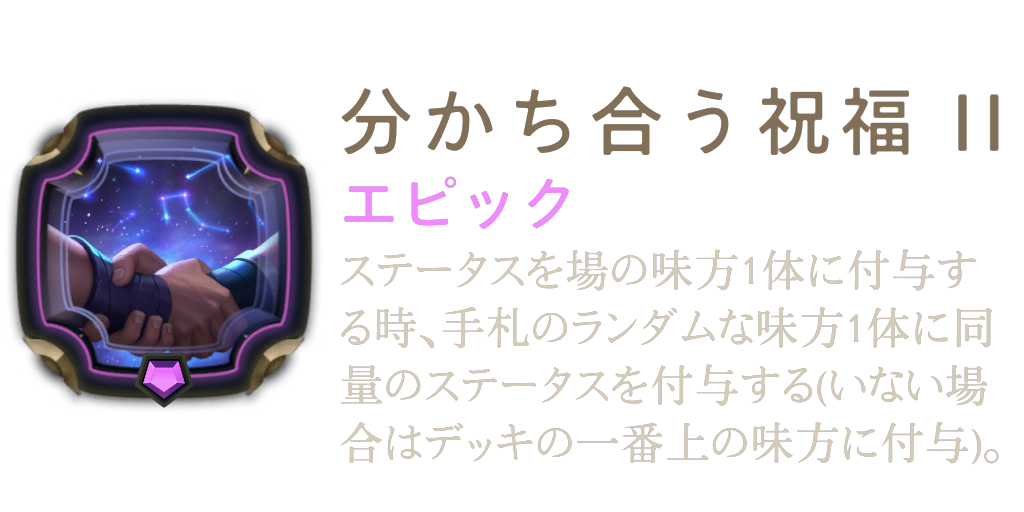 分かち合う祝福 II
エピック
ステータスを場の味方1体に付与す
る時、手札のランダムな味方1体に同
量のステータスを付与する(いない場
合はデッキの一番上の味方に付与)。